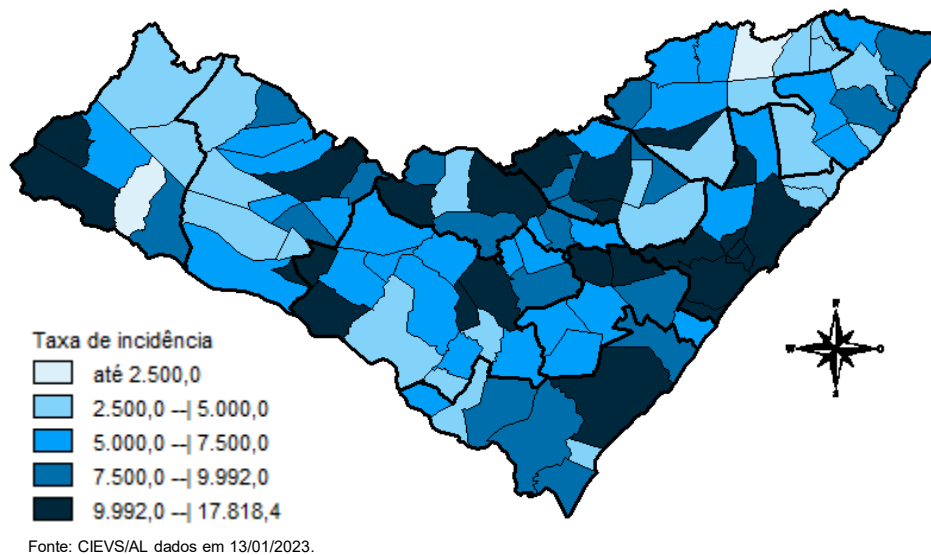 Taxa de incidência
até 2.500,0
2.500,0 --| 5.000,0
5.000,0 --| 7.500,0
7.500,0 --| 9.992,0
9.992,0 --| 17.818,4
Fonte: CIEVS/AL dados em 13/01/2023.
N
W
O
S